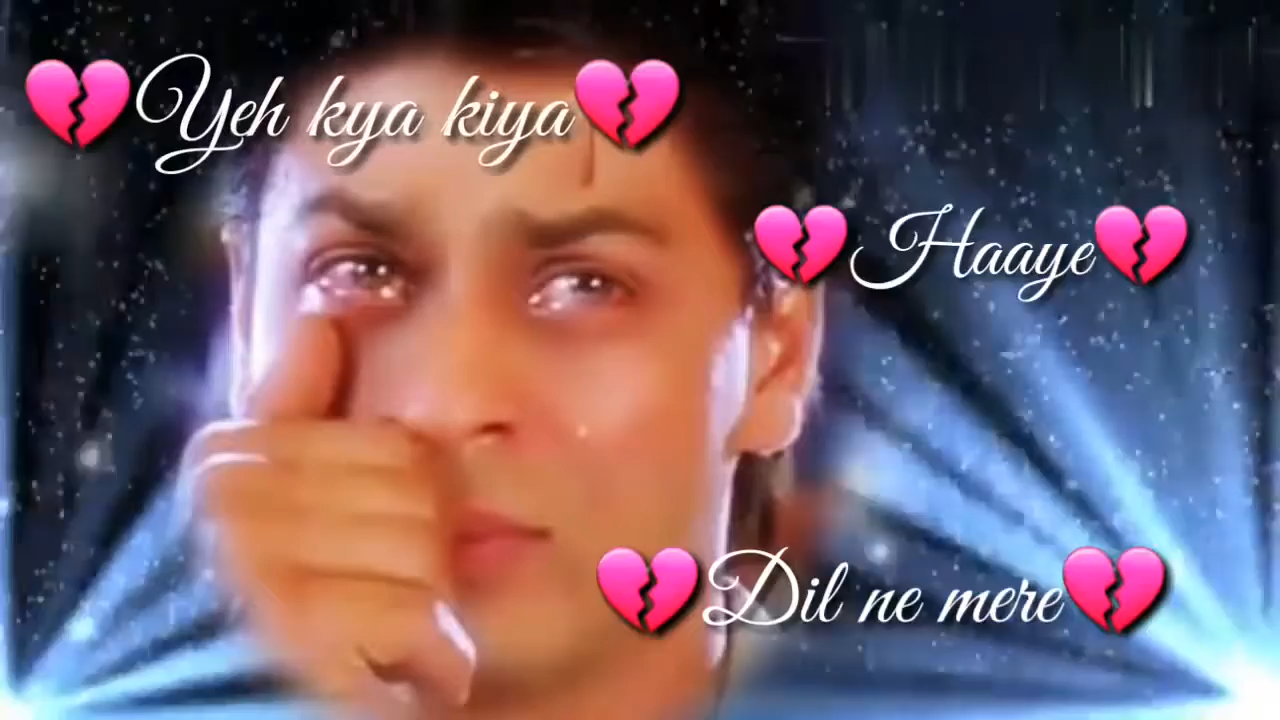 💔Yeh kya kiya💔
💔Haaye💔
💔Dil ne mere💔